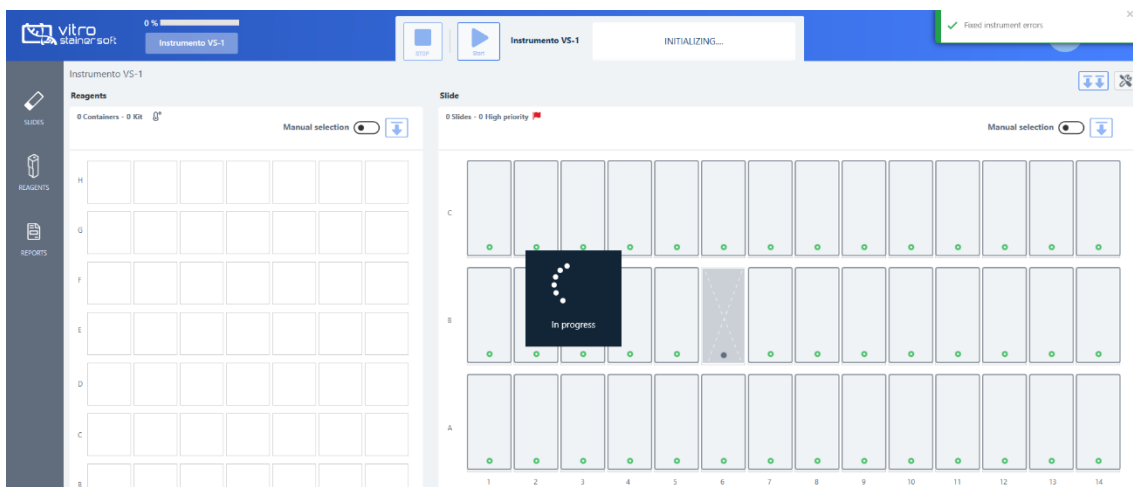 vitro
stainersoft
0 %
Instrumento VS-1
STOP
Start
Instrumento VS-1
INITIALIZING....
Fixed instrument errors
SLIDES
REAGENTS
REPORTS
Instrumento VS-1
Reagents
0 Containers - 0 Kit
Manual selection
H
G
F
E
D
C
B
Slide
0 Slides - 0 High priority
Manual selection
C
B
A
In progress
1 2 3 4 5 6 7 8 9 10 11 12 13 14